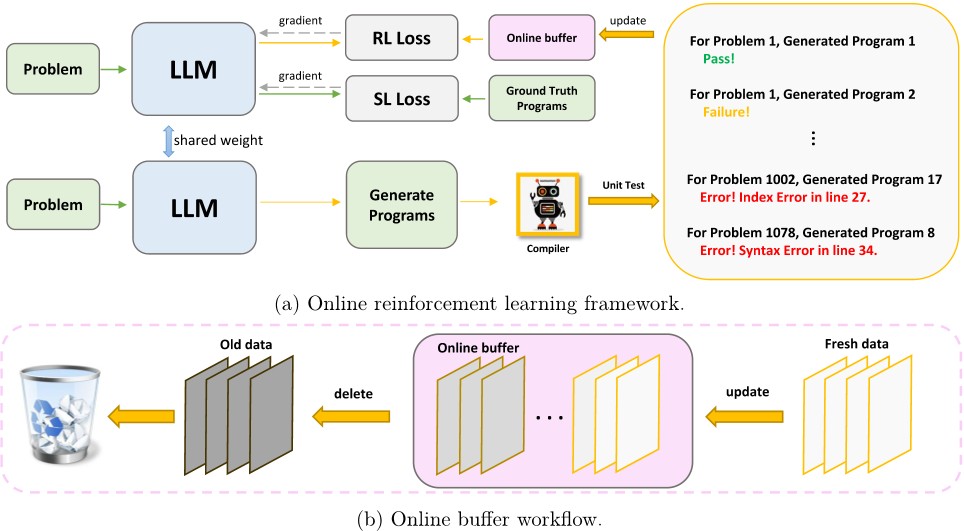 Problem
LLM
gradient
RL Loss
Online buffer
update
gradient
SL Loss
Ground Truth
Programs
shared weight
Problem
LLM
Generate
Programs
Compiler
Unit Test
For Problem 1, Generated Program 1
Pass!
For Problem 1, Generated Program 2
Failure!
⋮
For Problem 1002, Generated Program 17
Error! Index Error in line 27.
For Problem 1078, Generated Program 8
Error! Syntax Error in line 34.
(a) Online reinforcement learning framework.
Old data
delete
Online buffer
...
update
Fresh data
(b) Online buffer workflow.